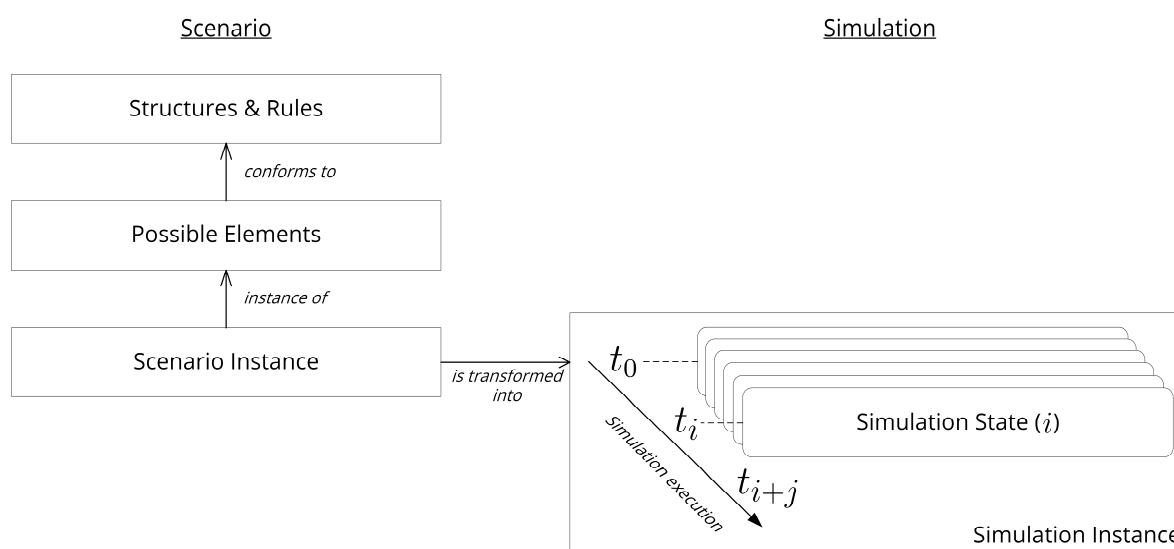 Scenario
Simulation
Structures & Rules
conforms to
Possible Elements
instance of
Scenario Instance
is transformed
into
t0
ti
ti+j
Simulation execution
Simulation State (i)
Simulation Instance